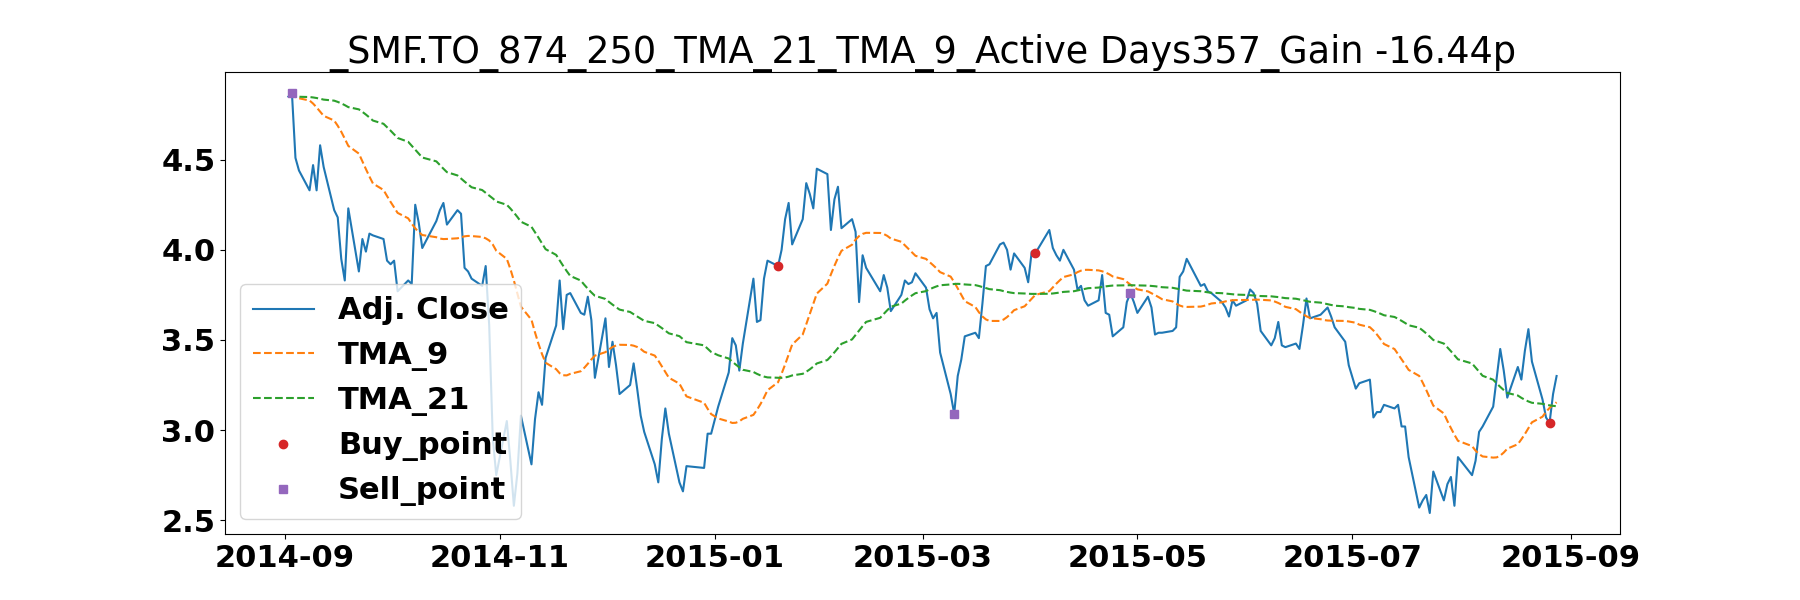 _SMF.TO_874_250_TMA_21_TMA_9_Active Days357_Gain -16.44p
4.5
4.0
3.5
3.0
2.5
Adj. Close
TMA_9
TMA_21
Buy_point
Sell_point
2014-09 2014-11 2015-01 2015-03 2015-05 2015-07 2015-09